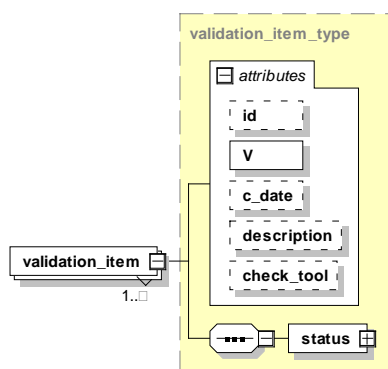 validation_item_type
attributes
id
V
c_date
description
check_tool
validation_item
1..
status